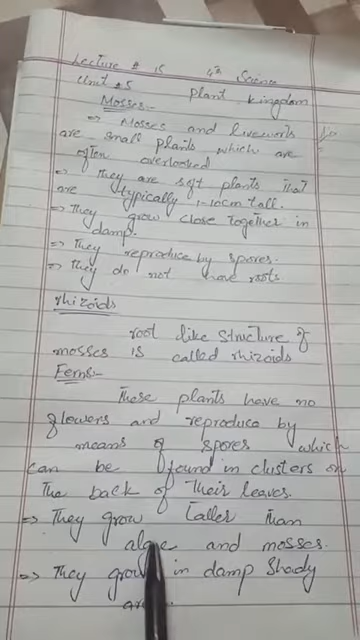 Lecture # 15 4th Science
Unit # 5 plant kingdom
Mosses:-
⇒ Mosses and liveworts
are small plants which are
often overlooked
⇒ They are soft plants that
are typically 1-10cm tall.
⇒ They grow close together in
damp.
⇒ They reproduce by spores.
⇒ They do not have roots
rhizoids
root like structure of
mosses is called rhizoids
Ferns:-
These plants have no
flowers and reproduce by
means of spores which
can be found in clusters on
the back of their leaves.
⇒ They grow taller than
algae and mosses.
⇒ They grow in damp shady